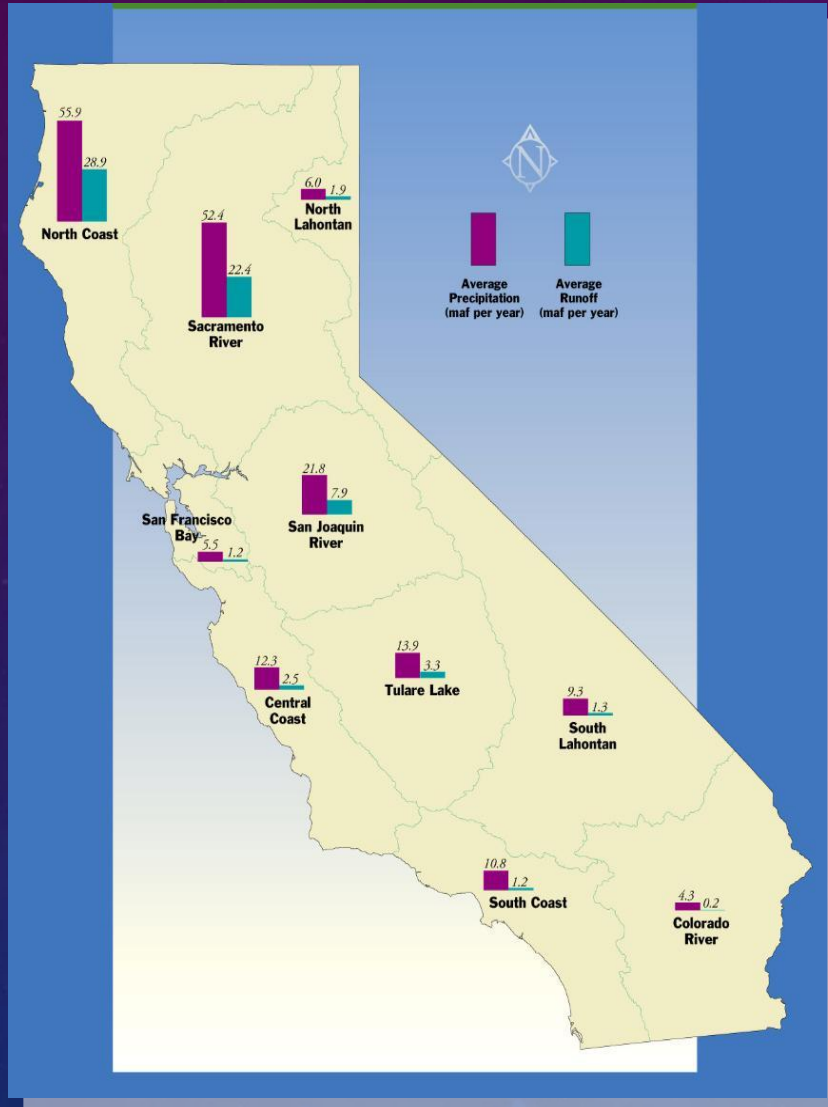 55.9
28.9
North Coast
6.0
1.9
North
Lahontan
52.4
22.4
Sacramento
River
N
Average
Precipitation
(maf per year)
Average
Runoff
(maf per year)
21.8
7.9
San Joaquin
River
San Francisco
Bay
5.5
1.2
12.3
2.5
Central
Coast
13.9
3.3
Tulare Lake
9.3
1.3
South
Lahontan
10.8
1.2
South Coast
4.3
0.2
Colorado
River